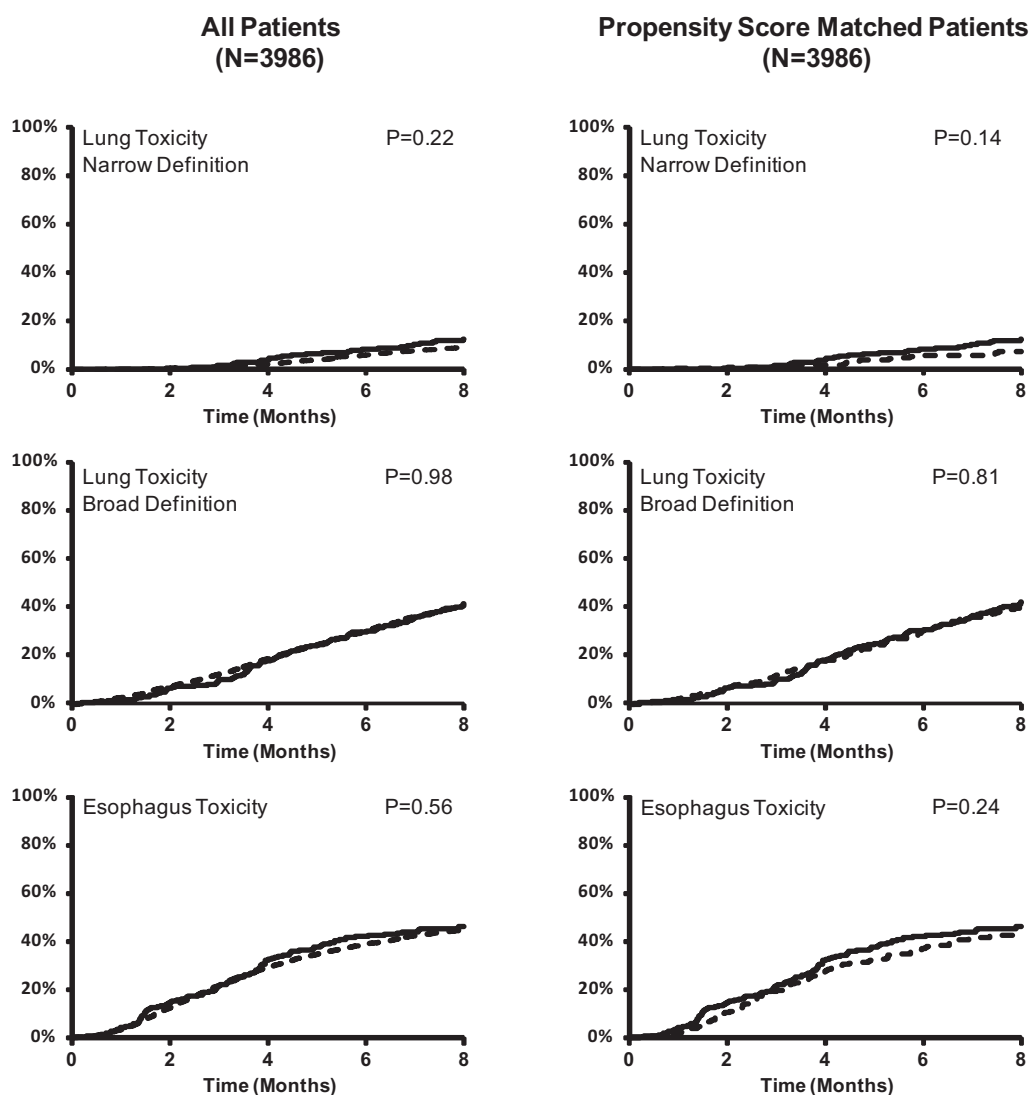 All Patients
(N=3986)
Propensity Score Matched Patients
(N=3986)
Lung Toxicity
Narrow Definition
P=0.22
100%
80%
60%
40%
20%
0%
0 2 4 6 8
Time (Months)
Lung Toxicity
Narrow Definition
P=0.14
100%
80%
60%
40%
20%
0%
0 2 4 6 8
Time (Months)
Lung Toxicity
Broad Definition
P=0.98
100%
80%
60%
40%
20%
0%
0 2 4 6 8
Time (Months)
Lung Toxicity
Broad Definition
P=0.81
100%
80%
60%
40%
20%
0%
0 2 4 6 8
Time (Months)
Esophagus Toxicity
P=0.56
100%
80%
60%
40%
20%
0%
0 2 4 6 8
Time (Months)
Esophagus Toxicity
P=0.24
100%
80%
60%
40%
20%
0%
0 2 4 6 8
Time (Months)